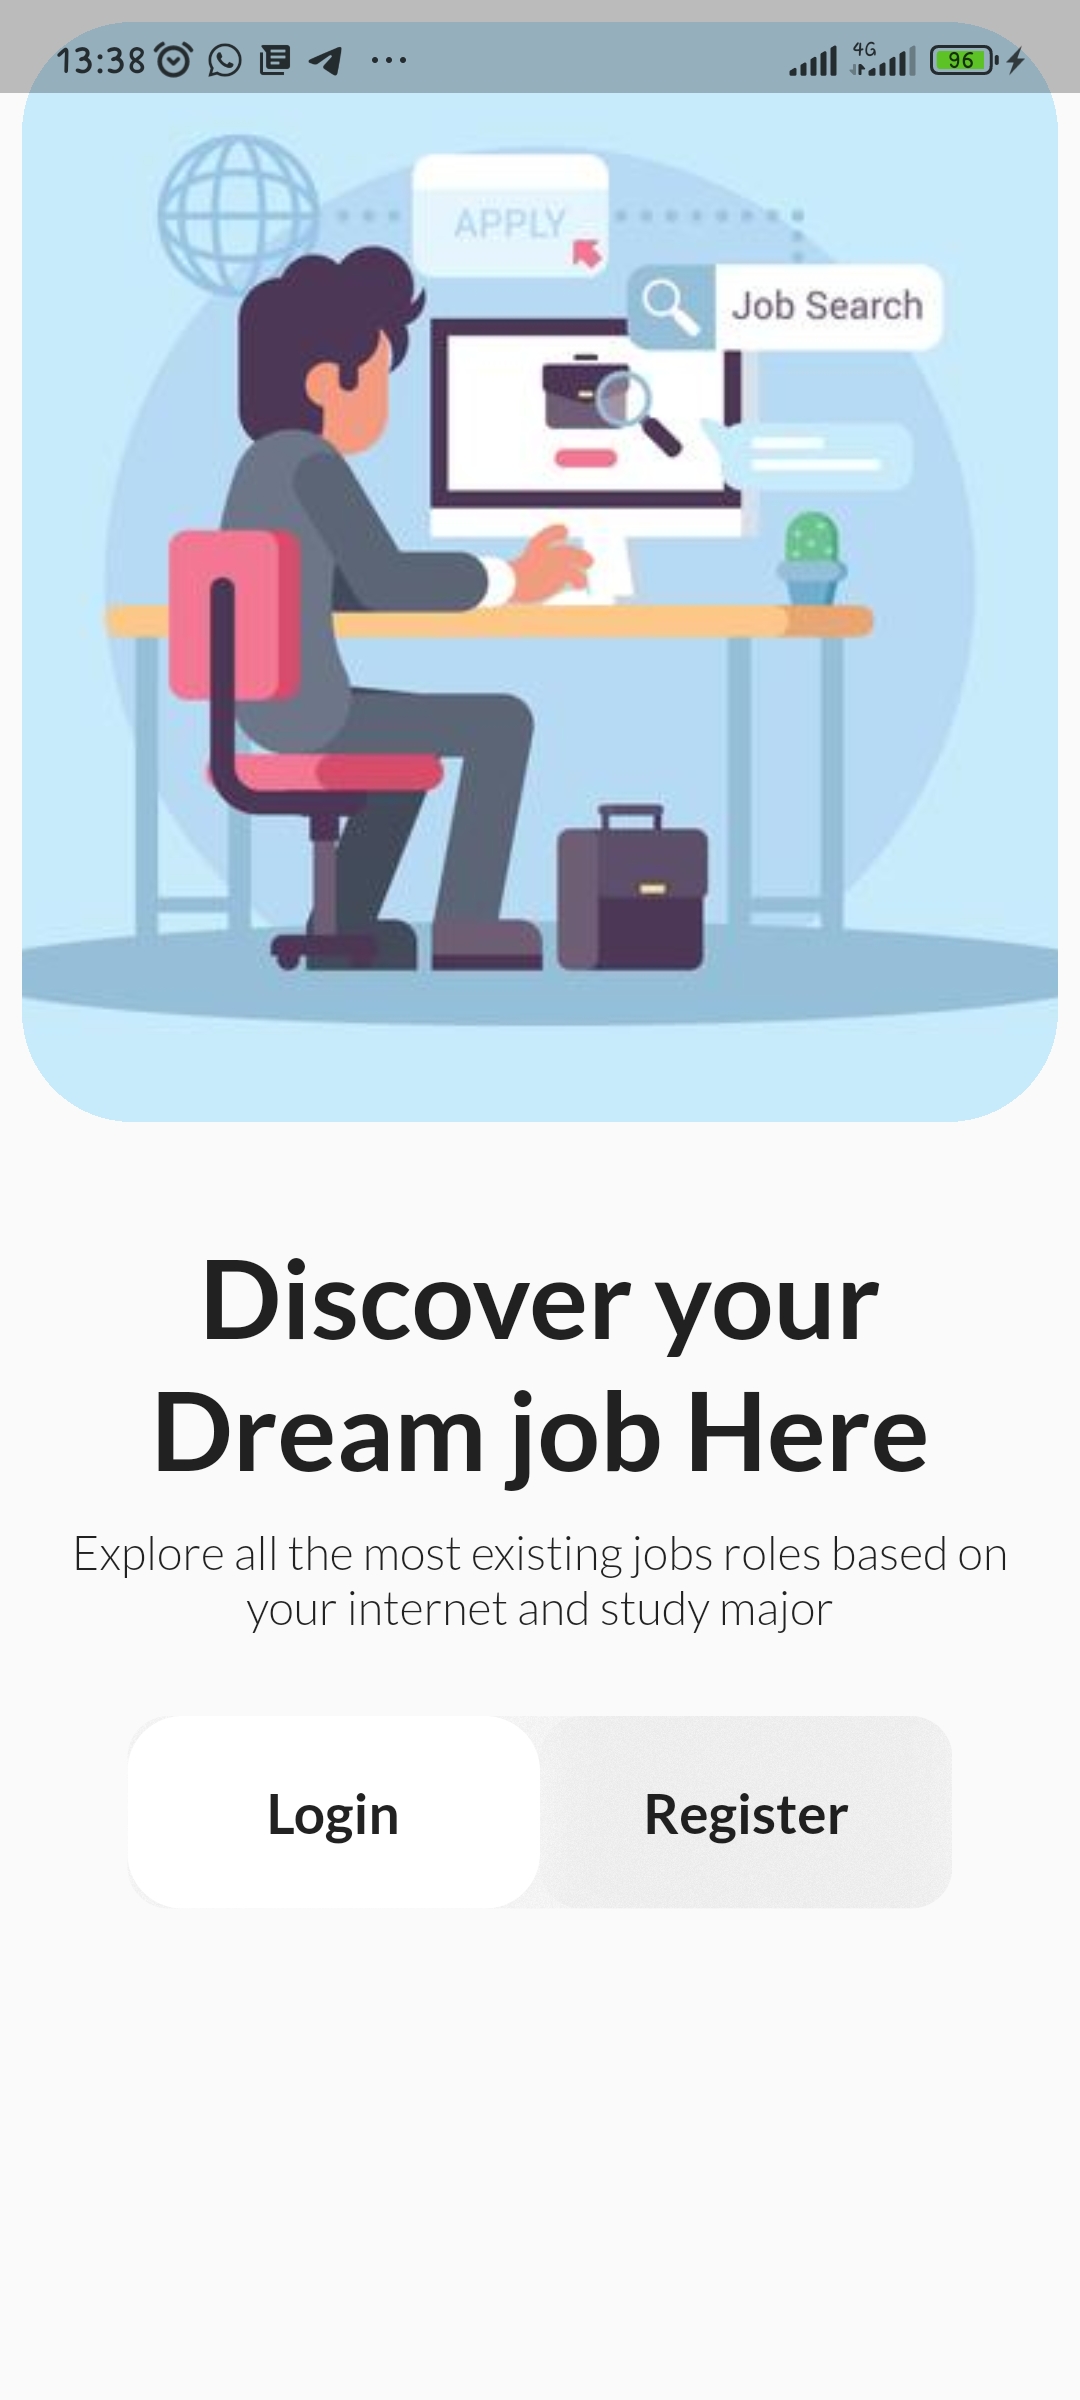 13:38
4G
96
APPLY
Job Search
Discover your
Dream job Here
Explore all the most existing jobs roles based on
your internet and study major
Login
Register